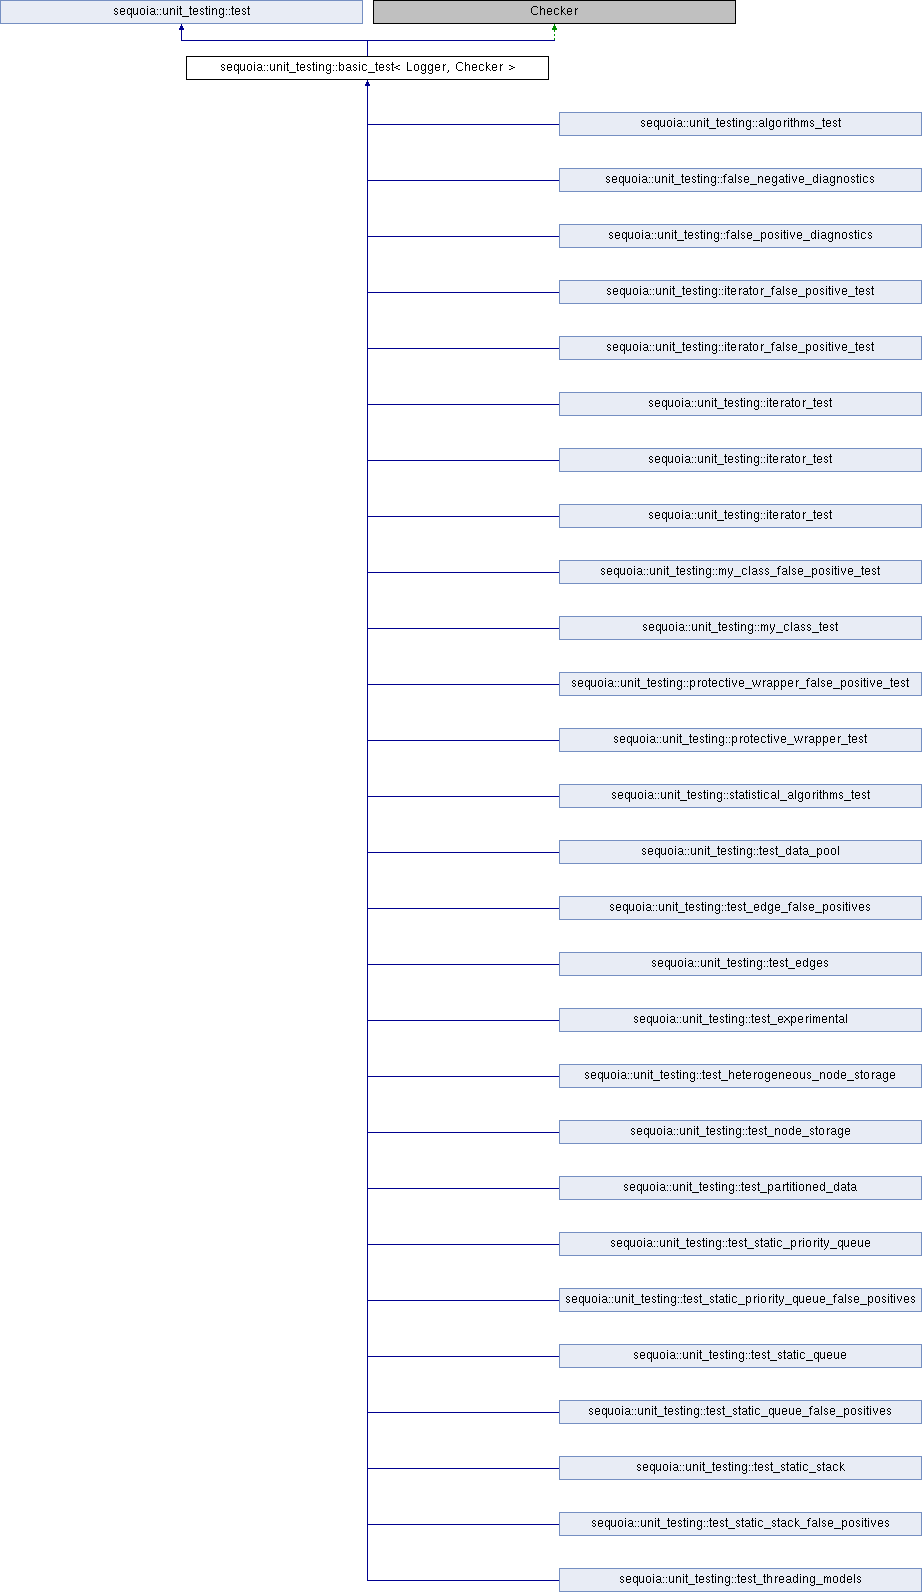 sequoia::unit_testing::test
Checker
sequoia::unit_testing::basic_test< Logger, Checker >
sequoia::unit_testing::algorithms_test
sequoia::unit_testing::false_negative_diagnostics
sequoia::unit_testing::false_positive_diagnostics
sequoia::unit_testing::iterator_false_positive_test
sequoia::unit_testing::iterator_false_positive_test
sequoia::unit_testing::iterator_test
sequoia::unit_testing::iterator_test
sequoia::unit_testing::iterator_test
sequoia::unit_testing::my_class_false_positive_test
sequoia::unit_testing::my_class_test
sequoia::unit_testing::protective_wrapper_false_positive_test
sequoia::unit_testing::protective_wrapper_test
sequoia::unit_testing::statistical_algorithms_test
sequoia::unit_testing::test_data_pool
sequoia::unit_testing::test_edge_false_positives
sequoia::unit_testing::test_edges
sequoia::unit_testing::test_experimental
sequoia::unit_testing::test_heterogeneous_node_storage
sequoia::unit_testing::test_node_storage
sequoia::unit_testing::test_partitioned_data
sequoia::unit_testing::test_static_priority_queue
sequoia::unit_testing::test_static_priority_queue_false_positives
sequoia::unit_testing::test_static_queue
sequoia::unit_testing::test_static_queue_false_positives
sequoia::unit_testing::test_static_stack
sequoia::unit_testing::test_static_stack_false_positives
sequoia::unit_testing::test_threading_models